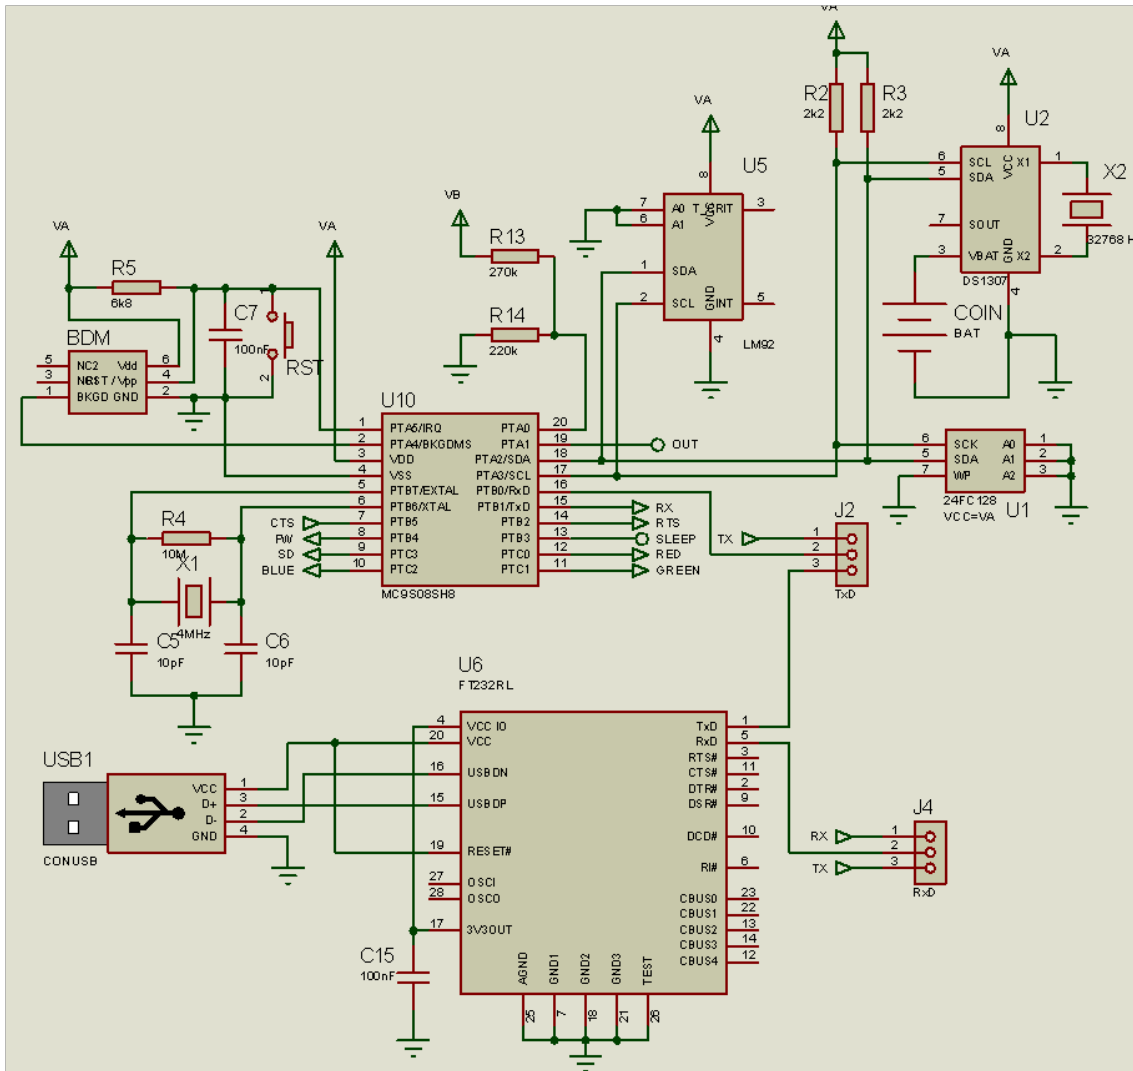 VA
R2
2k2
R3
2k2
VA
U2
8
VCC
6 SCL X1 1
5 SDA
7 SOUT
3 VBAT GND X2 2
4
DS1307
X2
32768 H
COIN
BAT
VA
U5
8
7 A0 T_CRIT 3
6 A1
1 SDA
2 SCL GND INT 5
4
LM92
VB
R13
270k
R14
220k
VA
VA
R5
6k8
C7
100nF
1
2
RST
BDM
5 NC2 Vdd 6
3 NC RST/Vpp 4
1 BKGD GND 2
U10
1 PTA5/IRQ PTA0 20
2 PTA4/BKGDMS PTA1 19 OUT
3 VDD PTA2/SDA 18
4 VSS PTA3/SCL 17
5 PTB7/EXTAL PTB0/RxD 16
6 PTB6/XTAL PTB1/TxD 15 RX
CTS 7 PTB5 PTB2 14 RTS
PW 8 PTB4 PTB3 13 SLEEP
SD 9 PTC3 PTC0 12 RED
BLUE 10 PTC2 PTC1 11 GREEN
MC9S08SH8
6 SCK A0 1
5 SDA A1 2
7 WP A2 3
24FC128
VCC=VA
U1
R4
10M
X1
4MHz
C5
10pF
C6
10pF
J2
TX 1
2
3
TxD
U6
FT232RL
4 VCC IO TxD 1
20 VCC RxD 5
RTS# 3
16 USBDN CTS# 11
DTR# 2
15 USBDP DSR# 9
DCD# 10
19 RESET# RI# 6
27 OSCI
28 OSCO CBUS0 23
CBUS1 22
17 3V3OUT CBUS2 13
CBUS3 14
CBUS4 12
AGND GND1 GND2 GND3 TEST
25 7 18 21 26
USB1
VCC 1
D+ 3
D- 2
GND 4
CONUSB
C15
100nF
J4
RX 1
2
TX 3
RxD